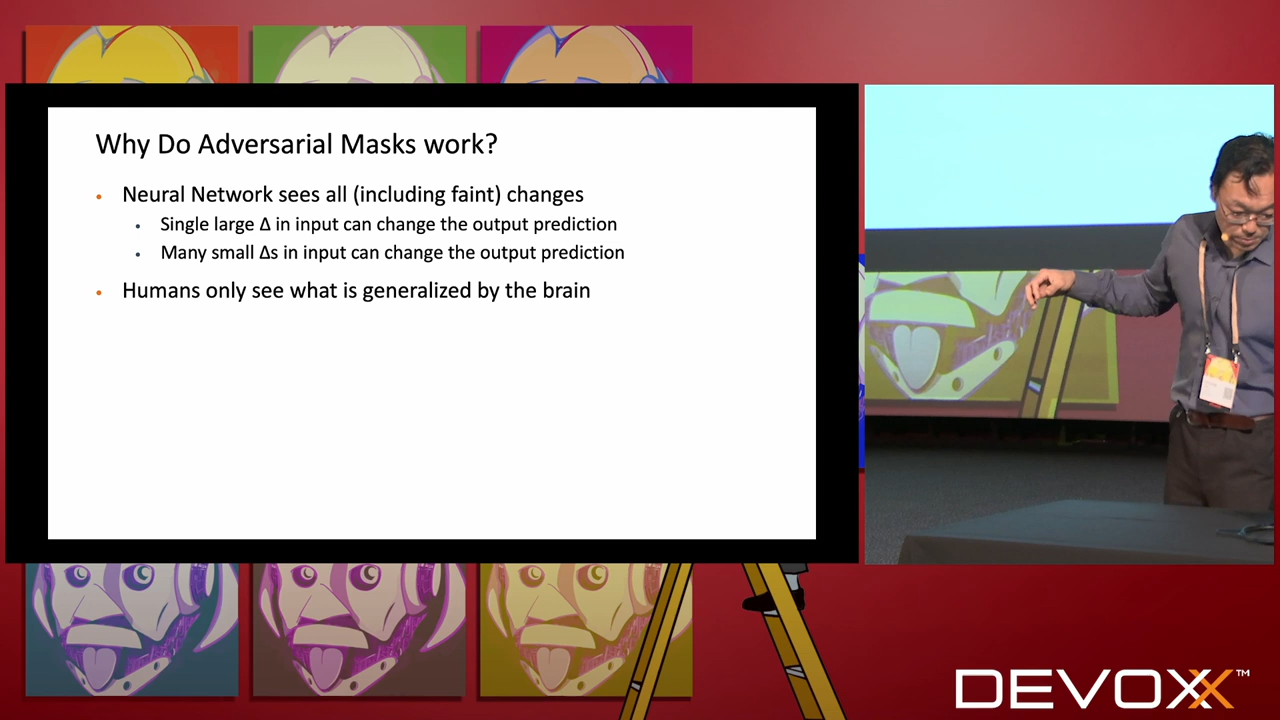 Why Do Adversarial Masks work?
• Neural Network sees all (including faint) changes
• Single large Δ in input can change the output prediction
• Many small Δs in input can change the output prediction
• Humans only see what is generalized by the brain
DEVOXX™